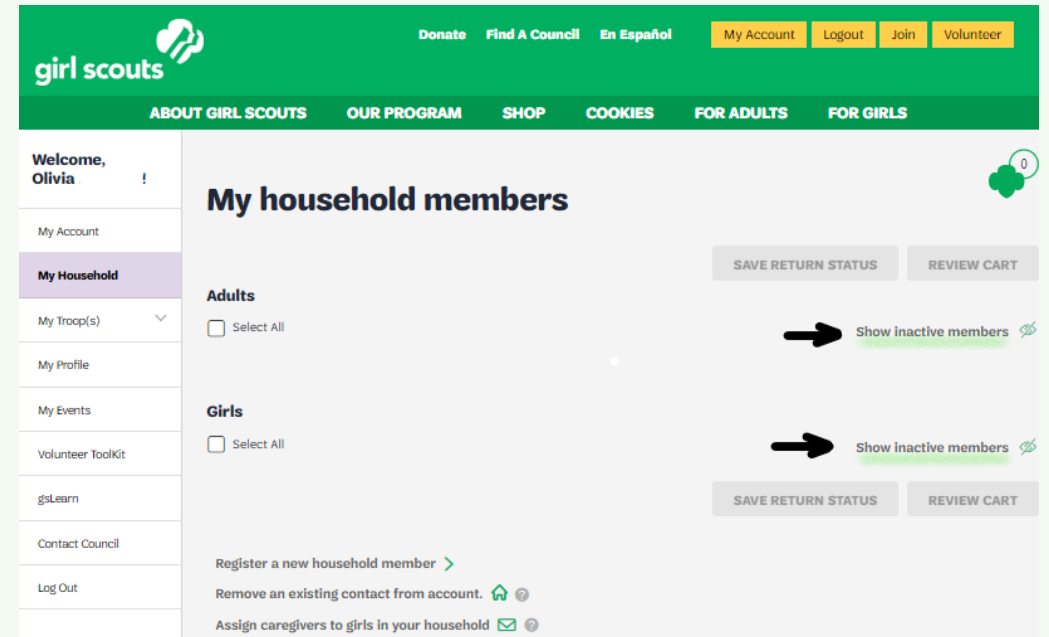 Donate Find A Council En Español My Account Logout Join Volunteer
girl scouts
ABOUT GIRL SCOUTS OUR PROGRAM SHOP COOKIES FOR ADULTS FOR GIRLS
Welcome,
Olivia !
0
My household members
My Account
SAVE RETURN STATUS REVIEW CART
My Household
Adults
My Troop(s)
Select All
Show inactive members
My Profile
My Events
Girls
Select All
Show inactive members
Volunteer ToolKit
gsLearn
SAVE RETURN STATUS REVIEW CART
Contact Council
Register a new household member >
Log Out
Remove an existing contact from account. ?
Assign caregivers to girls in your household ?